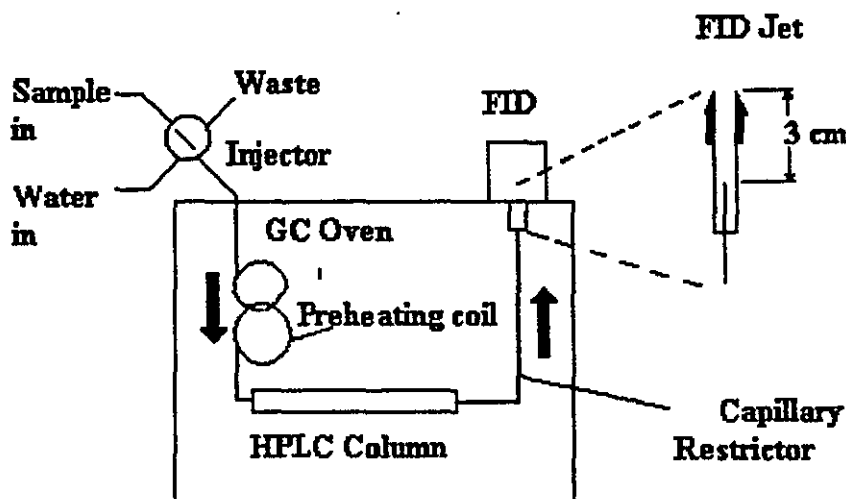 FID Jet
Sample
in
Waste
FID
3 cm
Injector
Water
in
GC Oven
Preheating coil
Capillary
Restrictor
HPLC Column